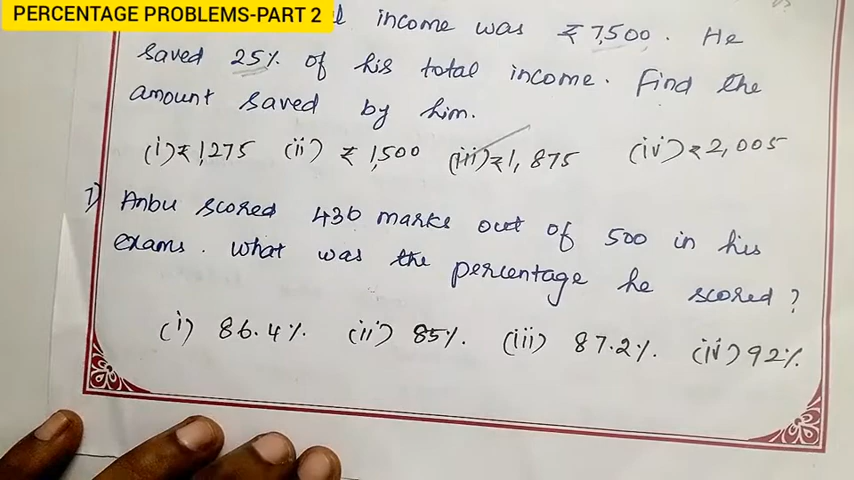 PERCENTAGE PROBLEMS-PART 2
income was ₹ 7,500. He
saved 25% of his total income. Find the
amount saved by him.
(i) ₹ 1,275 (ii) ₹ 1,500 (iii) ₹ 1,875 (iv) ₹ 2,005
7) Anbu scored 436 marks out of 500 in his
exams. What was the percentage he scored?
(i) 86.4% (ii) 85% (iii) 87.2% (iv) 92%